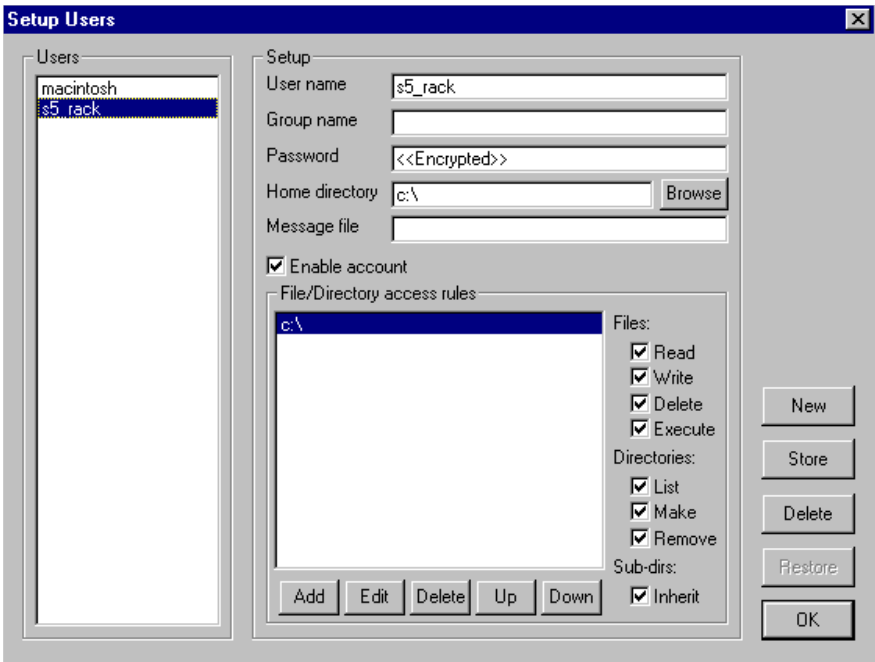 Setup Users
Users
macintosh
s5_rack
Setup
User name s5_rack
Group name
Password <<Encrypted>>
Home directory c:\ Browse
Message file
Enable account
File/Directory access rules
c:\
Files:
Read
Write
Delete
Execute
Directories:
List
Make
Remove
Sub-dirs:
Inherit
Add Edit Delete Up Down
New
Store
Delete
Restore
OK